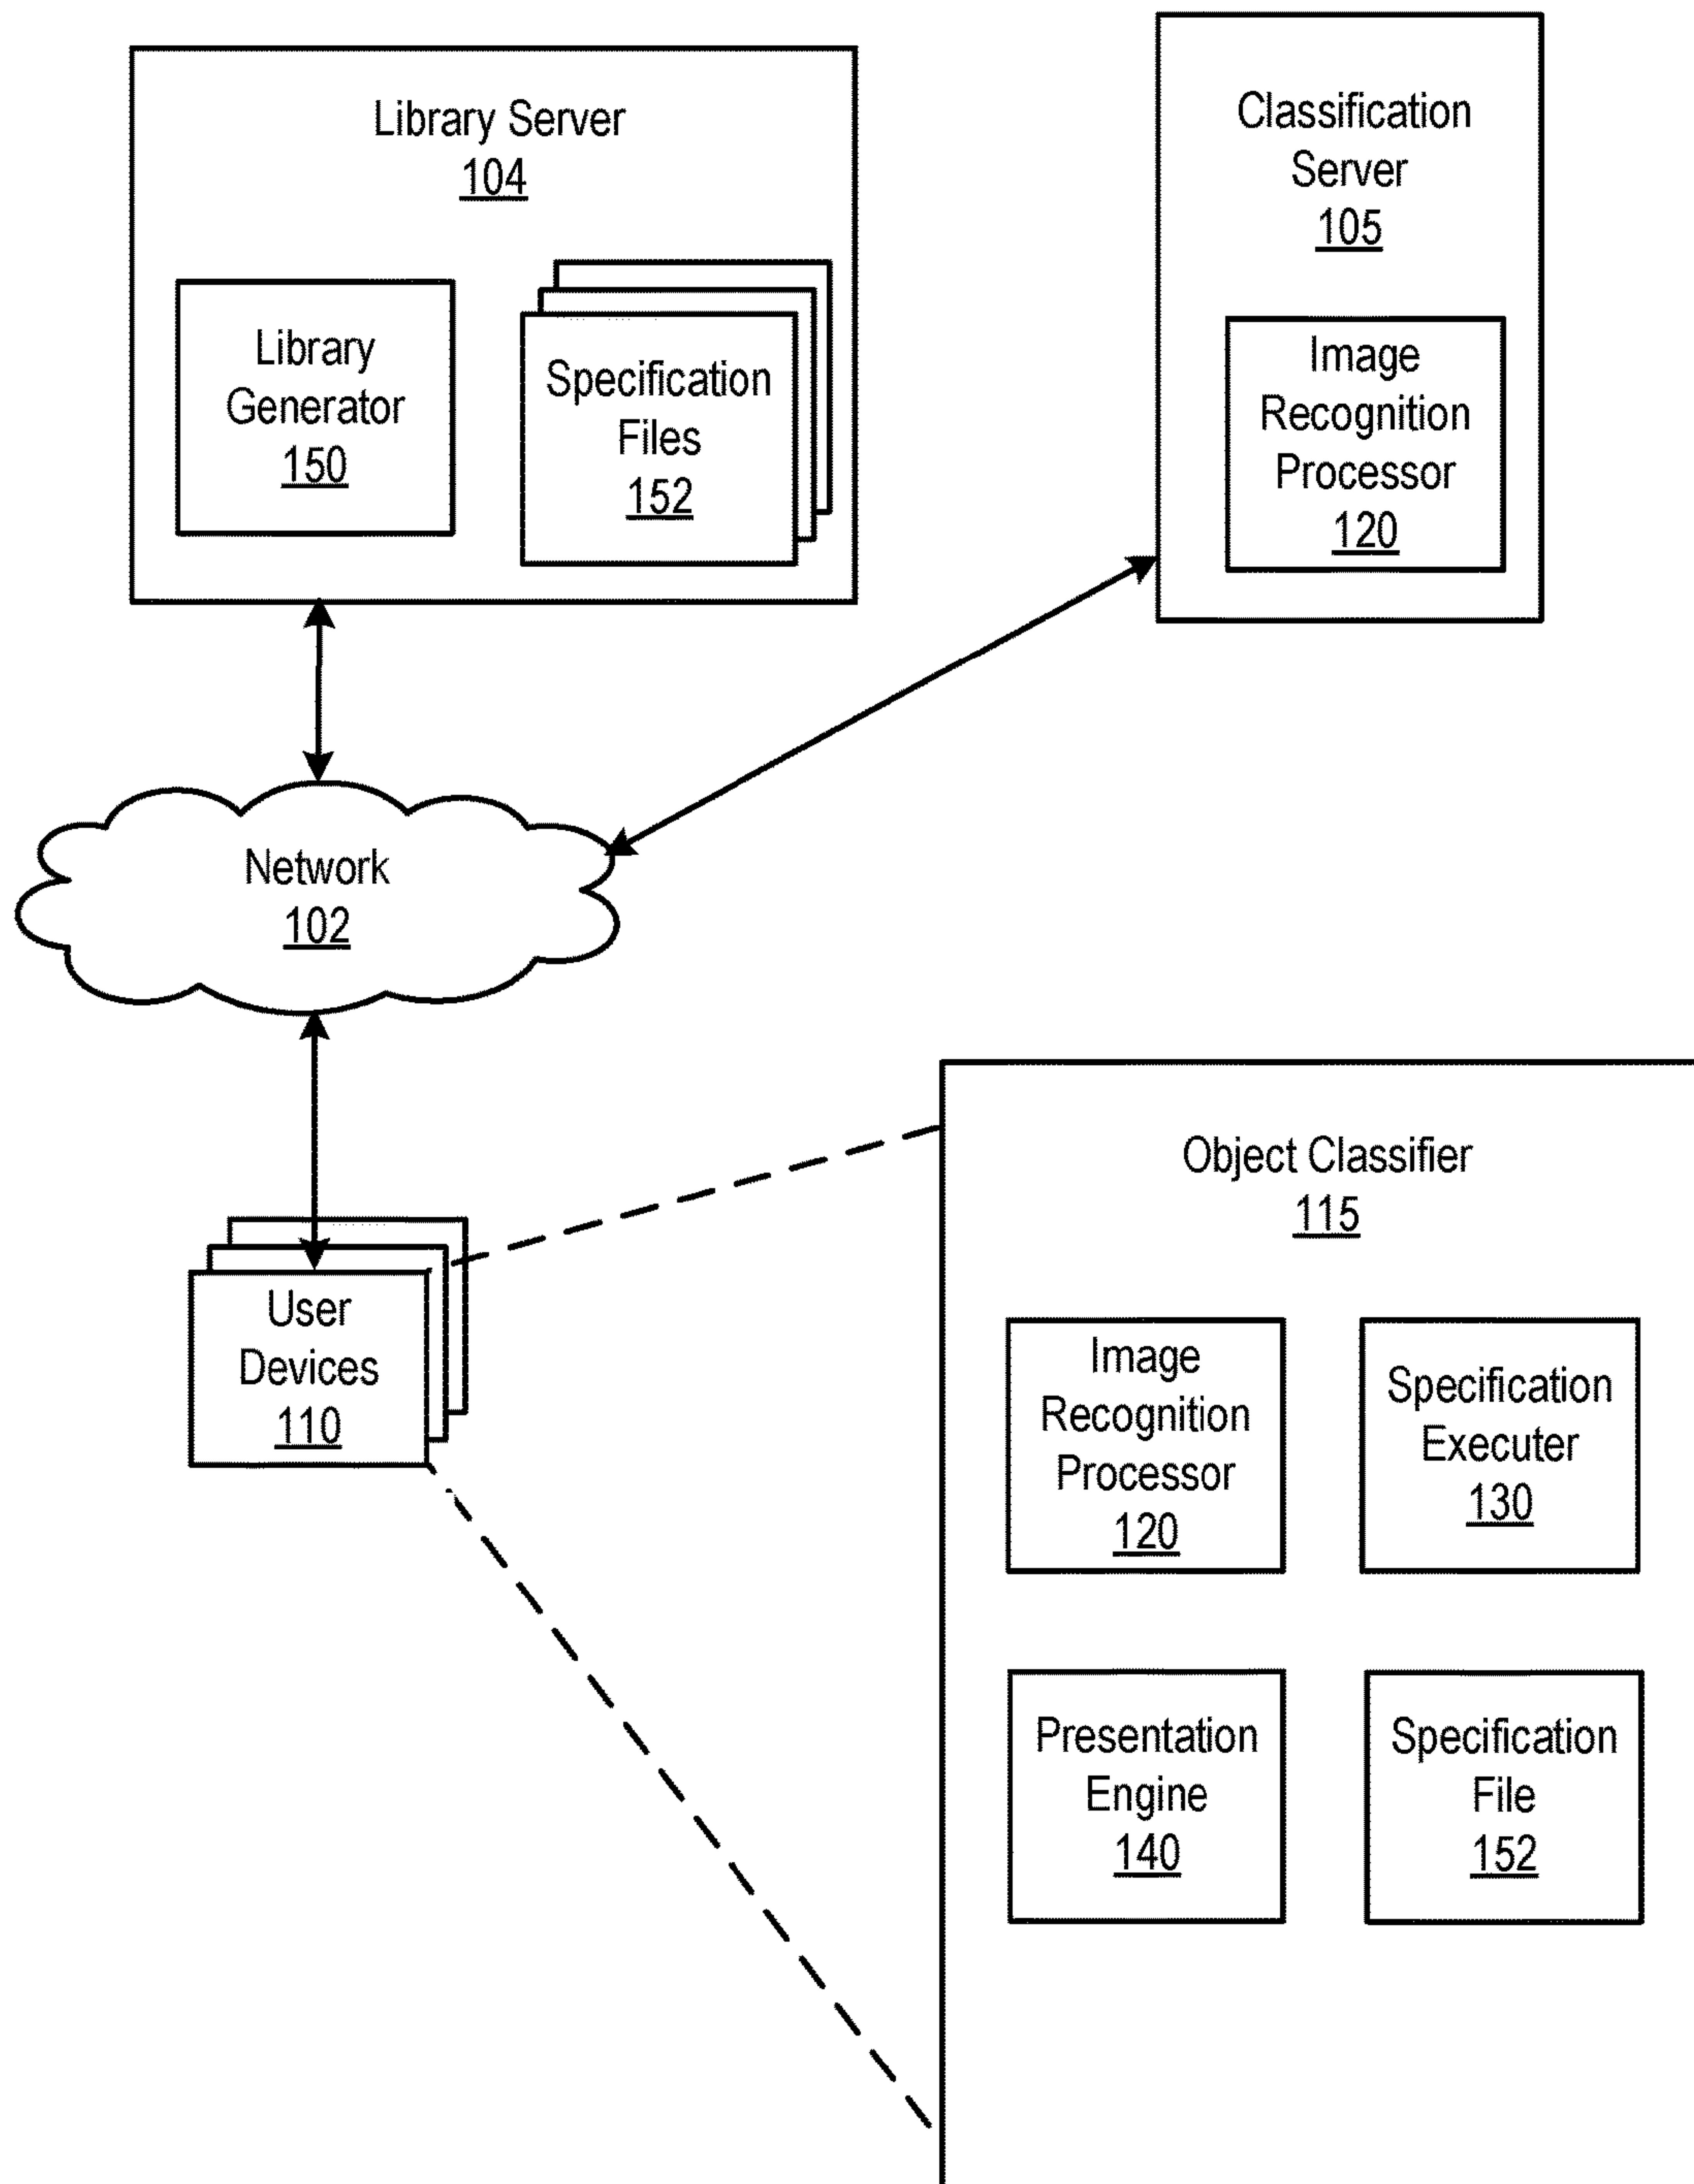 Library Server
104
Library
Generator
150
Specification
Files
152
Classification
Server
105
Image
Recognition
Processor
120
Network
102
User
Devices
110
Object Classifier
115
Image
Recognition
Processor
120
Specification
Executer
130
Presentation
Engine
140
Specification
File
152